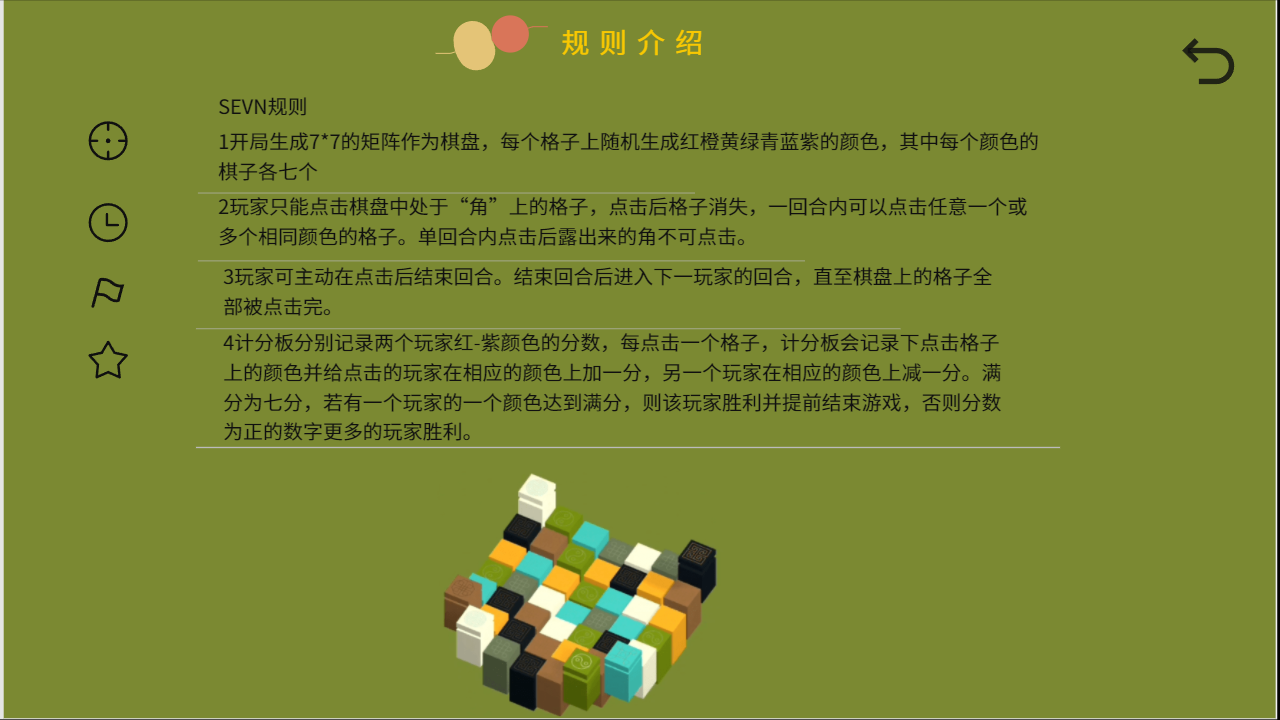 规则介绍
SEVN规则
1开局生成7*7的矩阵作为棋盘，每个格子上随机生成红橙黄绿青蓝紫的颜色，其中每个颜色的
棋子各七个
2玩家只能点击棋盘中处于“角”上的格子，点击后格子消失，一回合内可以点击任意一个或
多个相同颜色的格子。单回合内点击后露出来的角不可点击。
3玩家可主动在点击后结束回合。结束回合后进入下一玩家的回合，直至棋盘上的格子全
部被点击完。
4计分板分别记录两个玩家红-紫颜色的分数，每点击一个格子，计分板会记录下点击格子
上的颜色并给点击的玩家在相应的颜色上加一分，另一个玩家在相应的颜色上减一分。满
分为七分，若有一个玩家的一个颜色达到满分，则该玩家胜利并提前结束游戏，否则分数
为正的数字更多的玩家胜利。